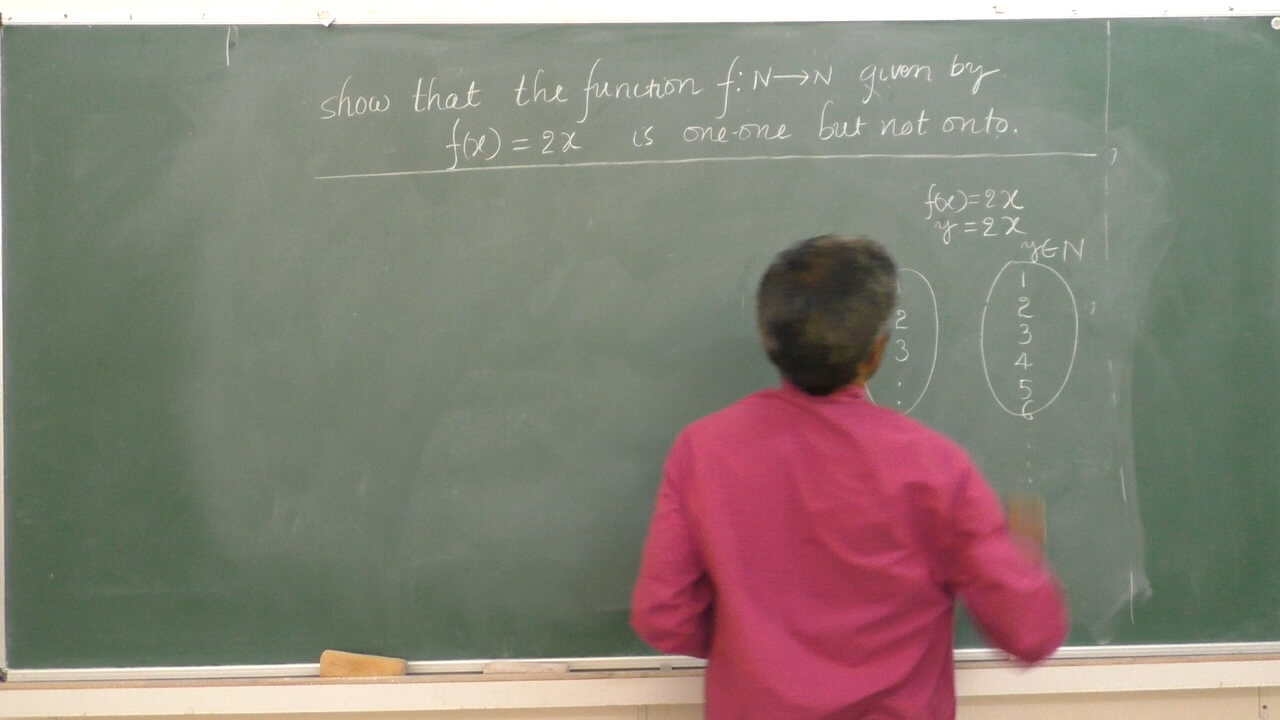 show that the function f: N→N given by
f(x) = 2x is one-one but not onto.
f(x)=2x
y=2x
y∈N
2
3
.
.
1
2
3
4
5
6